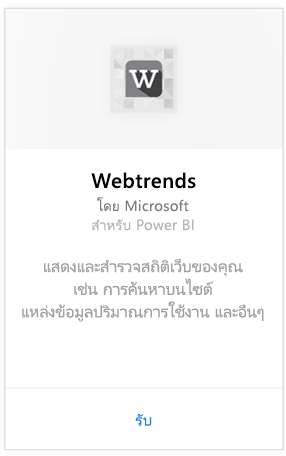 W
Webtrends
โดย Microsoft
สำหรับ Power BI
แสดงและสำรวจสถิติเว็บของคุณ
เช่น การค้นหาบนไซต์
แหล่งข้อมูลปริมาณการใช้งาน และอื่นๆ
รับ